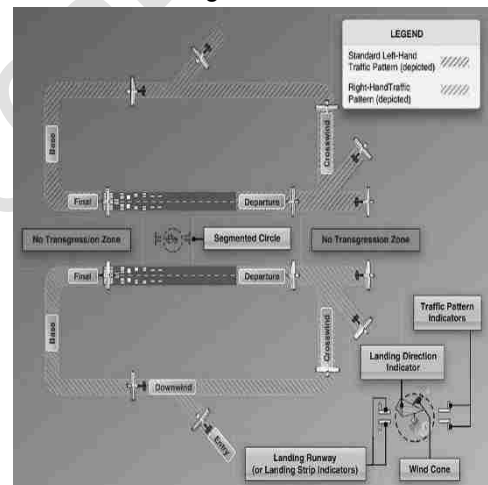 LEGEND
Standard Left-Hand
Traffic Pattern (depicted)
Right-HandTraffic
Pattern (depicted)
Base
Crosswind
Final
Departure
No Transgression Zone
Segmented Circle
No Transgression Zone
Final
Departure
Base
Crosswind
Downwind
Entry
Traffic Pattern
Indicators
Landing Direction
Indicator
Landing Runway
(or Landing Strip Indicators)
Wind Cone